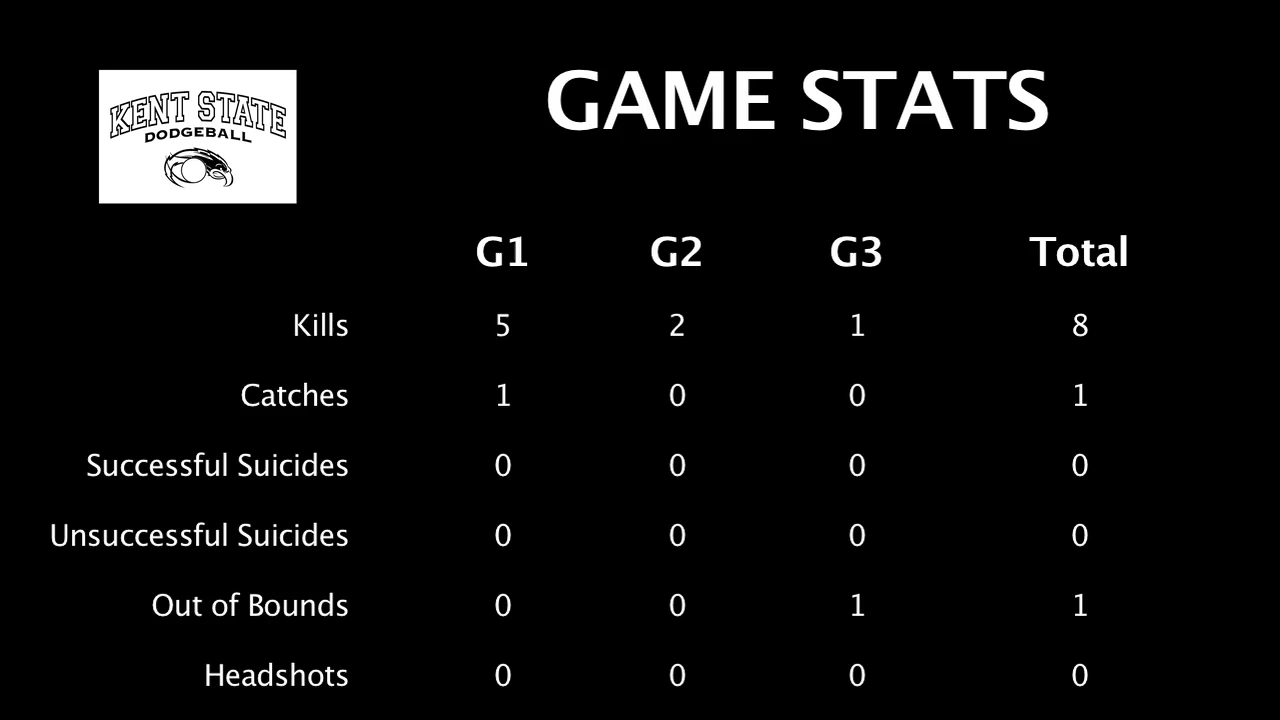 KENT STATE
DODGEBALL
GAME STATS
G1 G2 G3 Total
Kills 5 2 1 8
Catches 1 0 0 1
Successful Suicides 0 0 0 0
Unsuccessful Suicides 0 0 0 0
Out of Bounds 0 0 1 1
Headshots 0 0 0 0